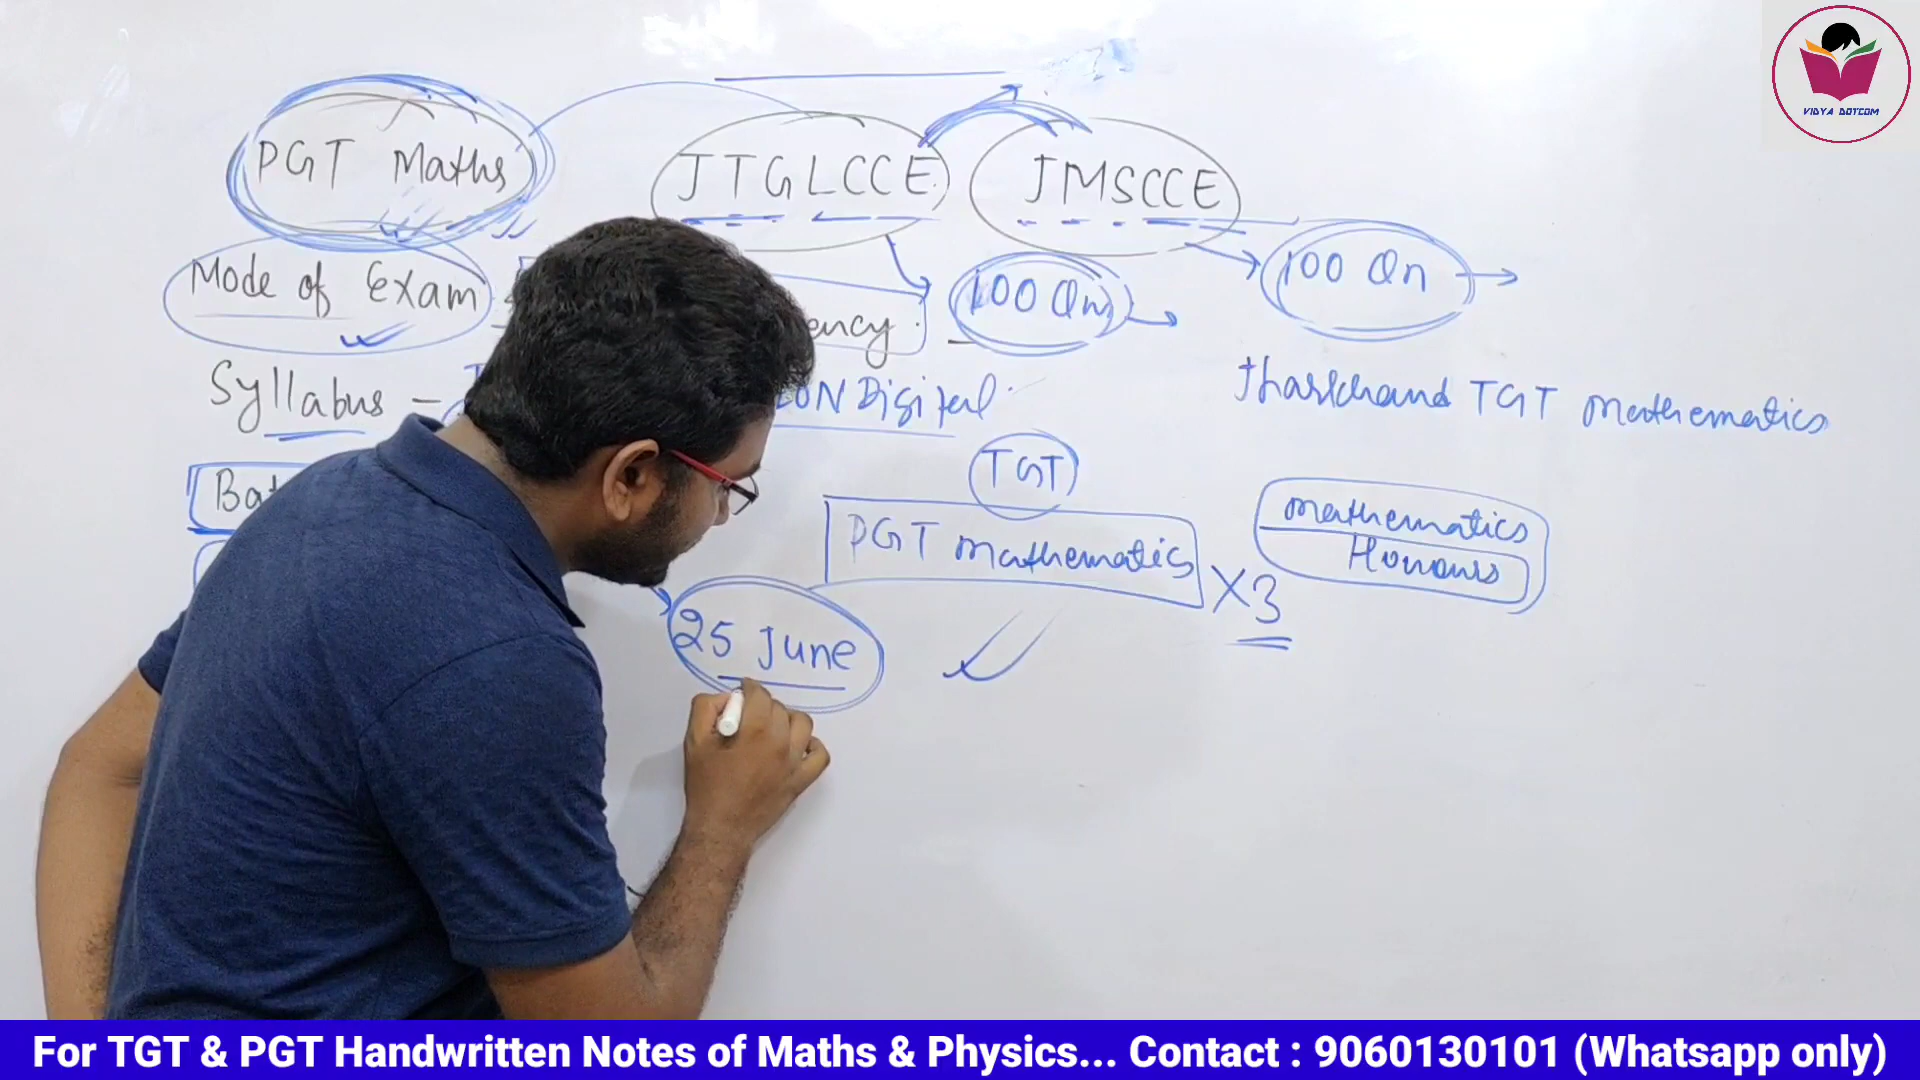 VIDYA DOTCOM
PGT Maths
JTGLCCE
JMSCCE
Mode of Exam
ency
100 Qn
100 Qn
Syllabus -
ON Digital
Jharkhand TGT Mathematics
TGT
PGT Mathematics
X3
Mathematics
Honours
25 June
For TGT & PGT Handwritten Notes of Maths & Physics... Contact : 9060130101 (Whatsapp only)